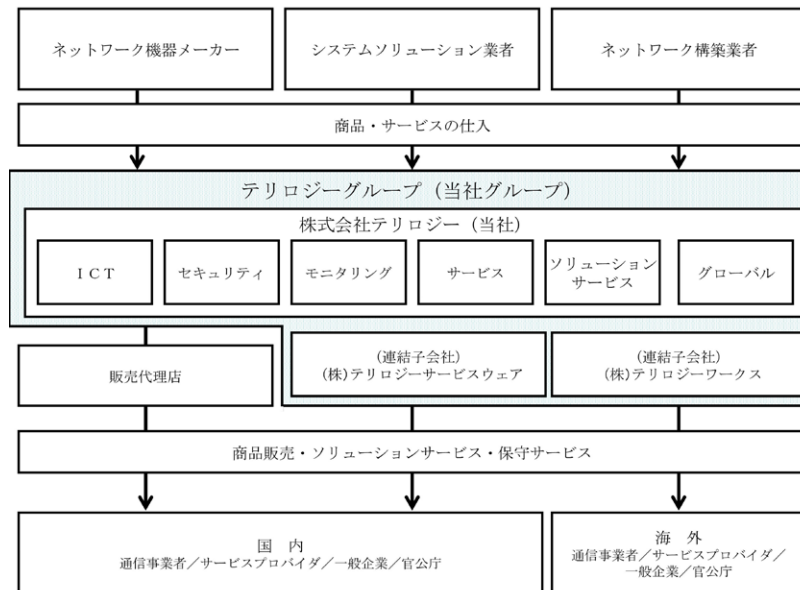 ネットワーク機器メーカー
システムソリューション業者
ネットワーク構築業者
商品・サービスの仕入
テリロジーグループ（当社グループ）
株式会社テリロジー（当社）
ＩＣＴ
セキュリティ
モニタリング
サービス
ソリューション
サービス
グローバル
販売代理店
（連結子会社）
(株)テリロジーサービスウェア
（連結子会社）
(株)テリロジーワークス
商品販売・ソリューションサービス・保守サービス
国　内
通信事業者／サービスプロバイダ／一般企業／官公庁
海　外
通信事業者／サービスプロバイダ／
一般企業／官公庁